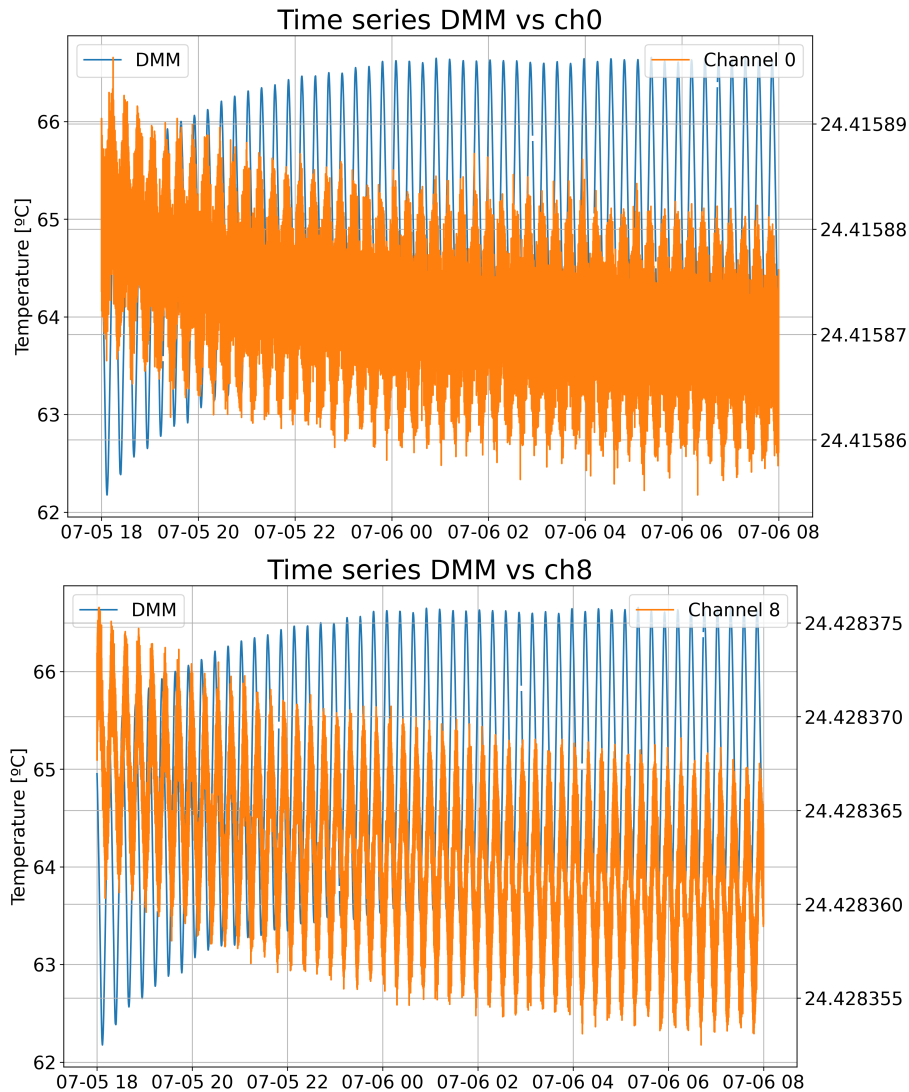 Time series DMM vs ch0
DMM
Channel 0
66
65
64
63
62
Temperature [ºC]
24.41589
24.41588
24.41587
24.41586
07-05 18 07-05 20 07-05 22 07-06 00 07-06 02 07-06 04 07-06 06 07-06 08
Time series DMM vs ch8
DMM
Channel 8
66
65
64
63
62
Temperature [ºC]
24.428375
24.428370
24.428365
24.428360
24.428355
07-05 18 07-05 20 07-05 22 07-06 00 07-06 02 07-06 04 07-06 06 07-06 08